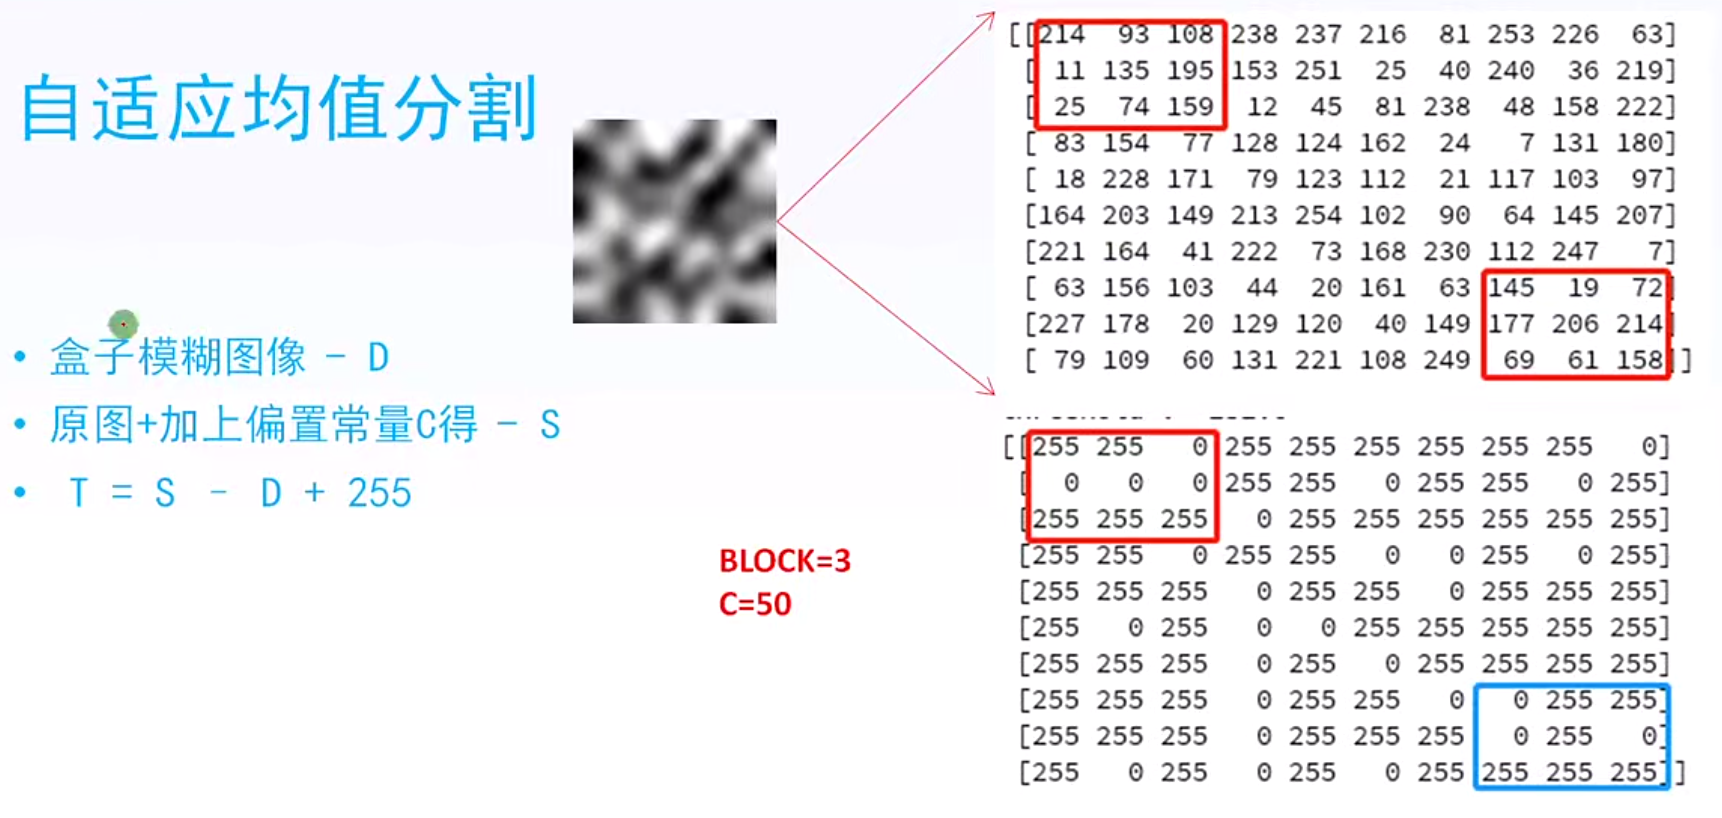 自适应均值分割
• 盒子模糊图像 - D
• 原图+加上偏置常量C得 - S
• T = S - D + 255
BLOCK=3
C=50
[[214 93 108 238 237 216 81 253 226 63]
[ 11 135 195 153 251 25 40 240 36 219]
[ 25 74 159 12 45 81 238 48 158 222]
[ 83 154 77 128 124 162 24 7 131 180]
[ 18 228 171 79 123 112 21 117 103 97]
[164 203 149 213 254 102 90 64 145 207]
[221 164 41 222 73 168 230 112 247 7]
[ 63 156 103 44 20 161 63 145 19 72]
[227 178 20 129 120 40 149 177 206 214]
[ 79 109 60 131 221 108 249 69 61 158]]
[[255 255 0 255 255 255 255 255 255 0]
[ 0 0 0 255 255 0 255 255 0 255]
[255 255 255 0 255 255 255 255 255 255]
[255 255 0 255 255 0 0 255 0 255]
[255 255 255 0 255 255 0 255 255 255]
[255 0 255 0 0 255 255 255 255 255]
[255 255 255 0 255 0 255 255 255 255]
[255 255 255 0 255 255 0 0 255 255]
[255 255 255 0 255 255 255 0 255 0]
[255 0 255 0 255 0 255 255 255 255]]